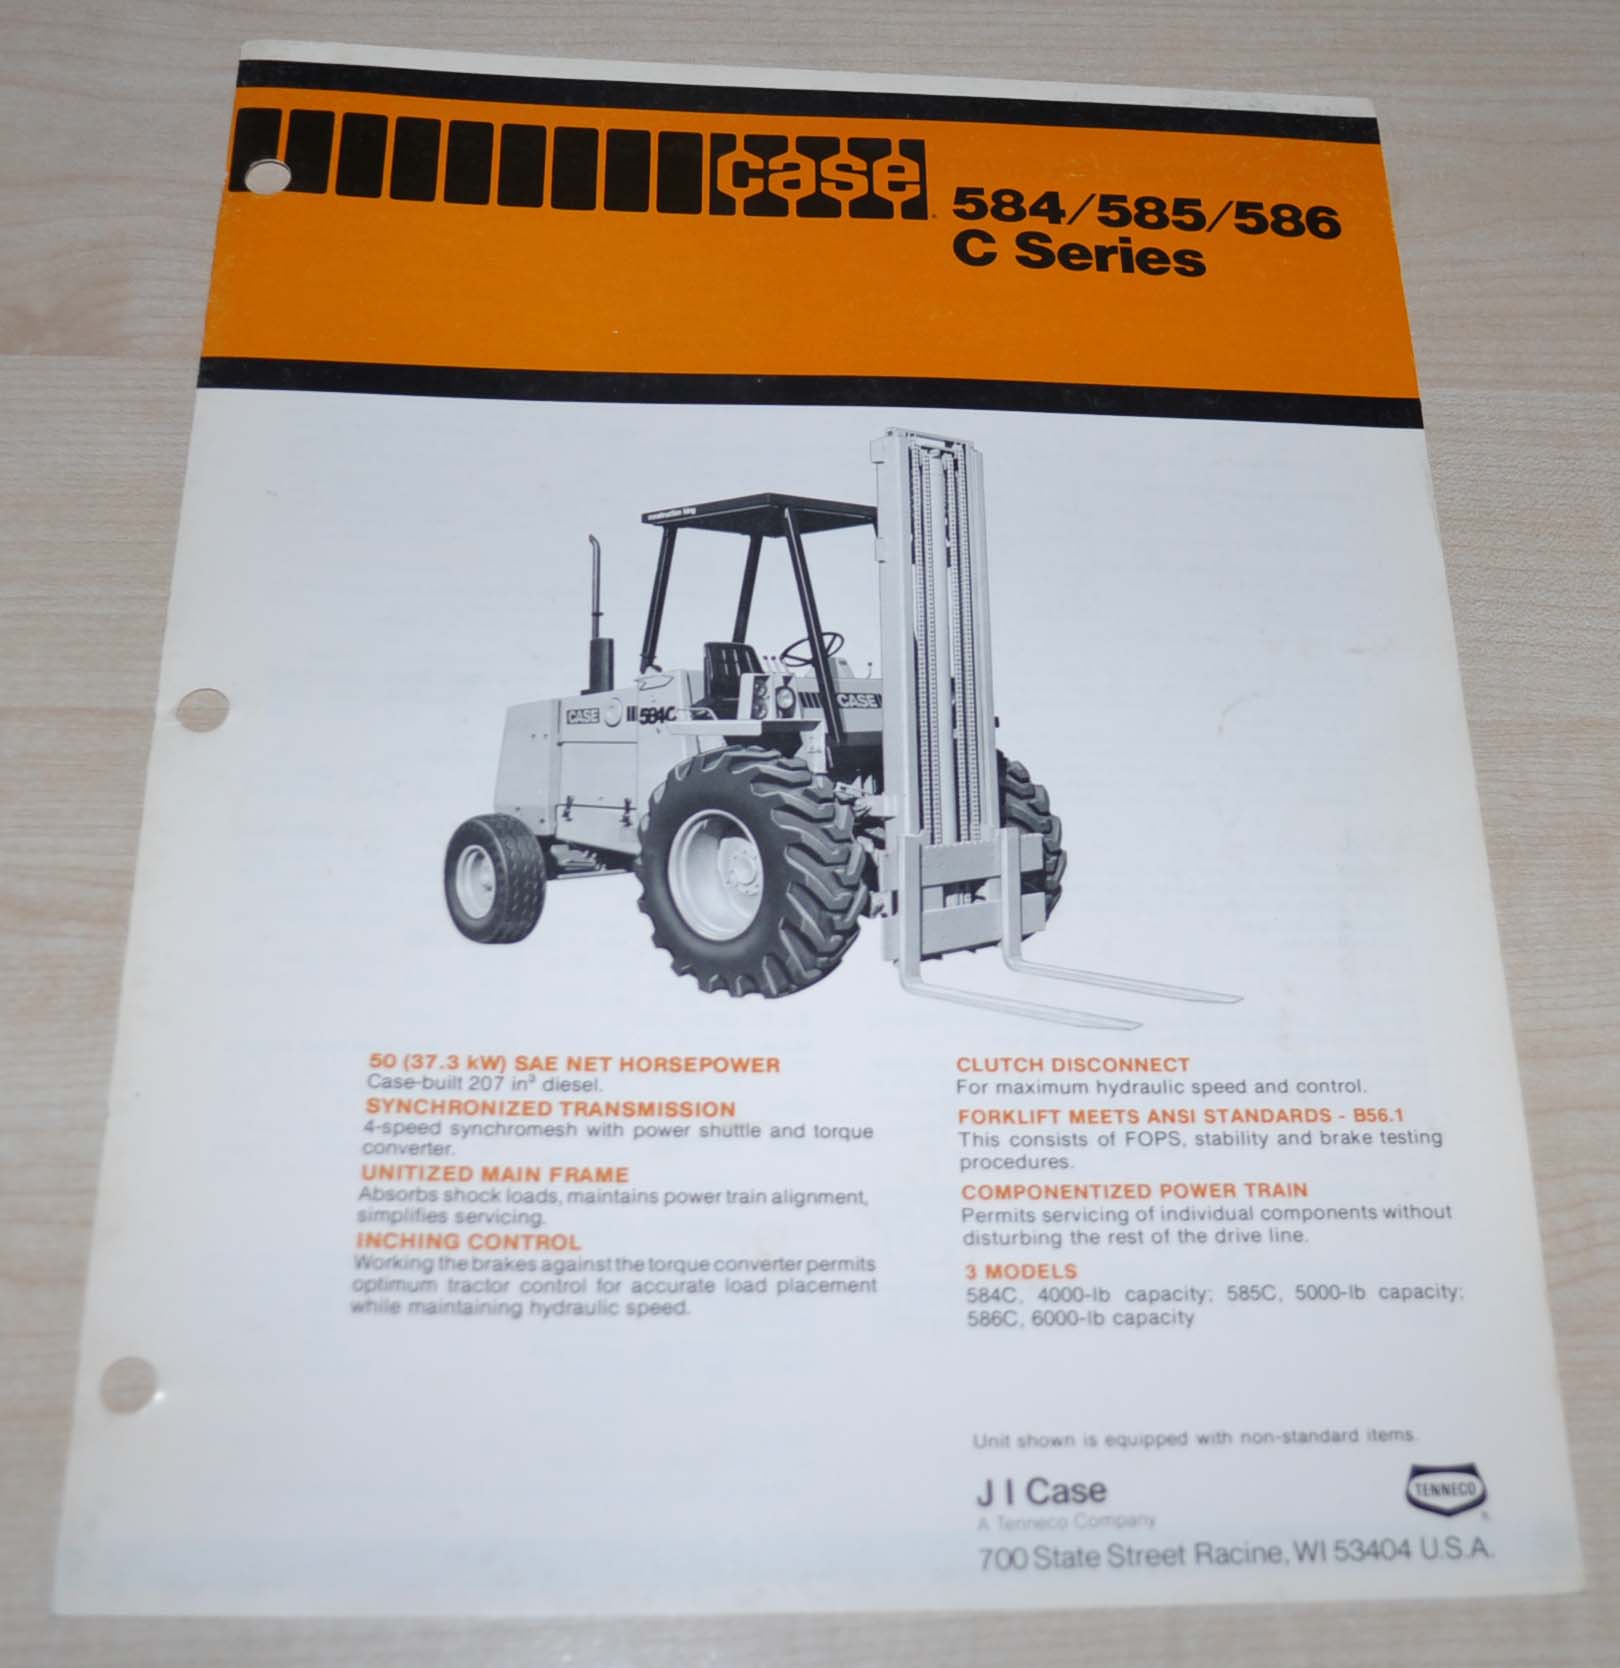 case
584/585/586
C Series
construction king
CASE
584C
CASE
50 (37.3 kW) SAE NET HORSEPOWER
Case-built 207 in³ diesel.
SYNCHRONIZED TRANSMISSION
4-speed synchromesh with power shuttle and torque
converter.
UNITIZED MAIN FRAME
Absorbs shock loads, maintains power train alignment,
simplifies servicing.
INCHING CONTROL
Working the brakes against the torque converter permits
optimum tractor control for accurate load placement
while maintaining hydraulic speed.
CLUTCH DISCONNECT
For maximum hydraulic speed and control.
FORKLIFT MEETS ANSI STANDARDS - B56.1
This consists of FOPS, stability and brake testing
procedures.
COMPONENTIZED POWER TRAIN
Permits servicing of individual components without
disturbing the rest of the drive line.
3 MODELS
584C, 4000-lb capacity; 585C, 5000-lb capacity;
586C, 6000-lb capacity
Unit shown is equipped with non-standard items.
J I Case
A Tenneco Company
700 State Street Racine, WI 53404 U.S.A.
TENNECO